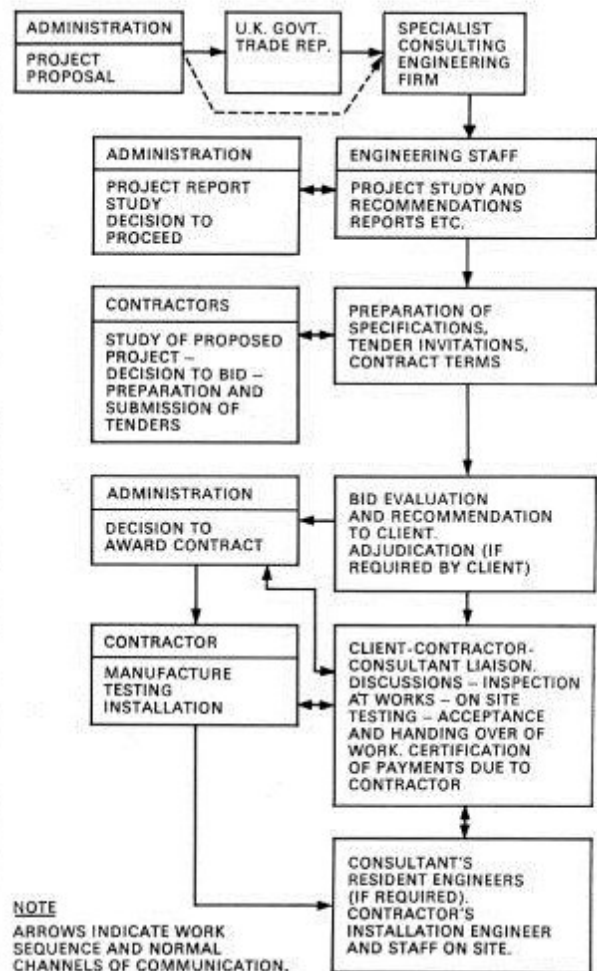 ADMINISTRATION
PROJECT
PROPOSAL
U.K. GOVT.
TRADE REP.
SPECIALIST
CONSULTING
ENGINEERING
FIRM
ADMINISTRATION
PROJECT REPORT
STUDY
DECISION TO
PROCEED
ENGINEERING STAFF
PROJECT STUDY AND
RECOMMENDATIONS
REPORTS ETC.
CONTRACTORS
STUDY OF PROPOSED
PROJECT –
DECISION TO BID –
PREPARATION AND
SUBMISSION OF
TENDERS
PREPARATION OF
SPECIFICATIONS,
TENDER INVITATIONS,
CONTRACT TERMS
ADMINISTRATION
DECISION TO
AWARD CONTRACT
BID EVALUATION
AND RECOMMENDATION
TO CLIENT.
ADJUDICATION (IF
REQUIRED BY CLIENT)
CONTRACTOR
MANUFACTURE
TESTING
INSTALLATION
CLIENT-CONTRACTOR-
CONSULTANT LIAISON.
DISCUSSIONS – INSPECTION
AT WORKS – ON SITE
TESTING – ACCEPTANCE
AND HANDING OVER OF
WORK. CERTIFICATION
OF PAYMENTS DUE TO
CONTRACTOR
CONSULTANT'S
RESIDENT ENGINEERS
(IF REQUIRED).
CONTRACTOR'S
INSTALLATION ENGINEER
AND STAFF ON SITE.
NOTE
ARROWS INDICATE WORK
SEQUENCE AND NORMAL
CHANNELS OF COMMUNICATION.